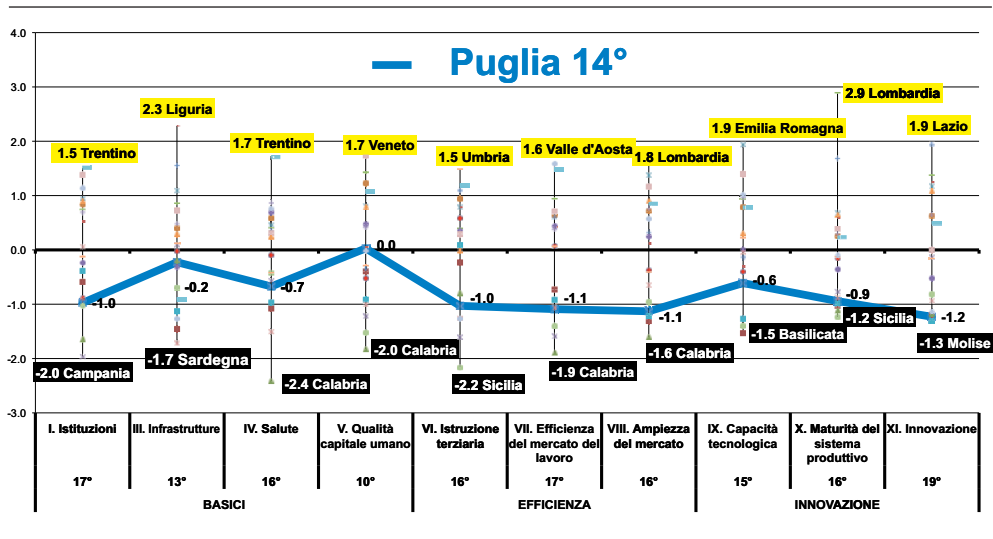 Puglia 14°
4.0
3.0
2.0
1.0
0.0
-1.0
-2.0
-3.0
1.5 Trentino
2.3 Liguria
1.7 Trentino
1.7 Veneto
1.5 Umbria
1.6 Valle d'Aosta
1.8 Lombardia
1.9 Emilia Romagna
2.9 Lombardia
1.9 Lazio
-1.0
-0.2
-0.7
0.0
-1.0
-1.1
-1.1
-0.6
-0.9
-1.2
-2.0 Campania
-1.7 Sardegna
-2.4 Calabria
-2.0 Calabria
-2.2 Sicilia
-1.9 Calabria
-1.6 Calabria
-1.5 Basilicata
-1.2 Sicilia
-1.3 Molise
I. Istituzioni
III. Infrastrutture
IV. Salute
V. Qualità
capitale umano
VI. Istruzione
terziaria
VII. Efficienza
del mercato del
lavoro
VIII. Ampiezza
del mercato
IX. Capacità
tecnologica
X. Maturità del
sistema
produttivo
XI. Innovazione
17° 13° 16° 10° 16° 17° 16° 15° 16° 19°
BASICI EFFICIENZA INNOVAZIONE